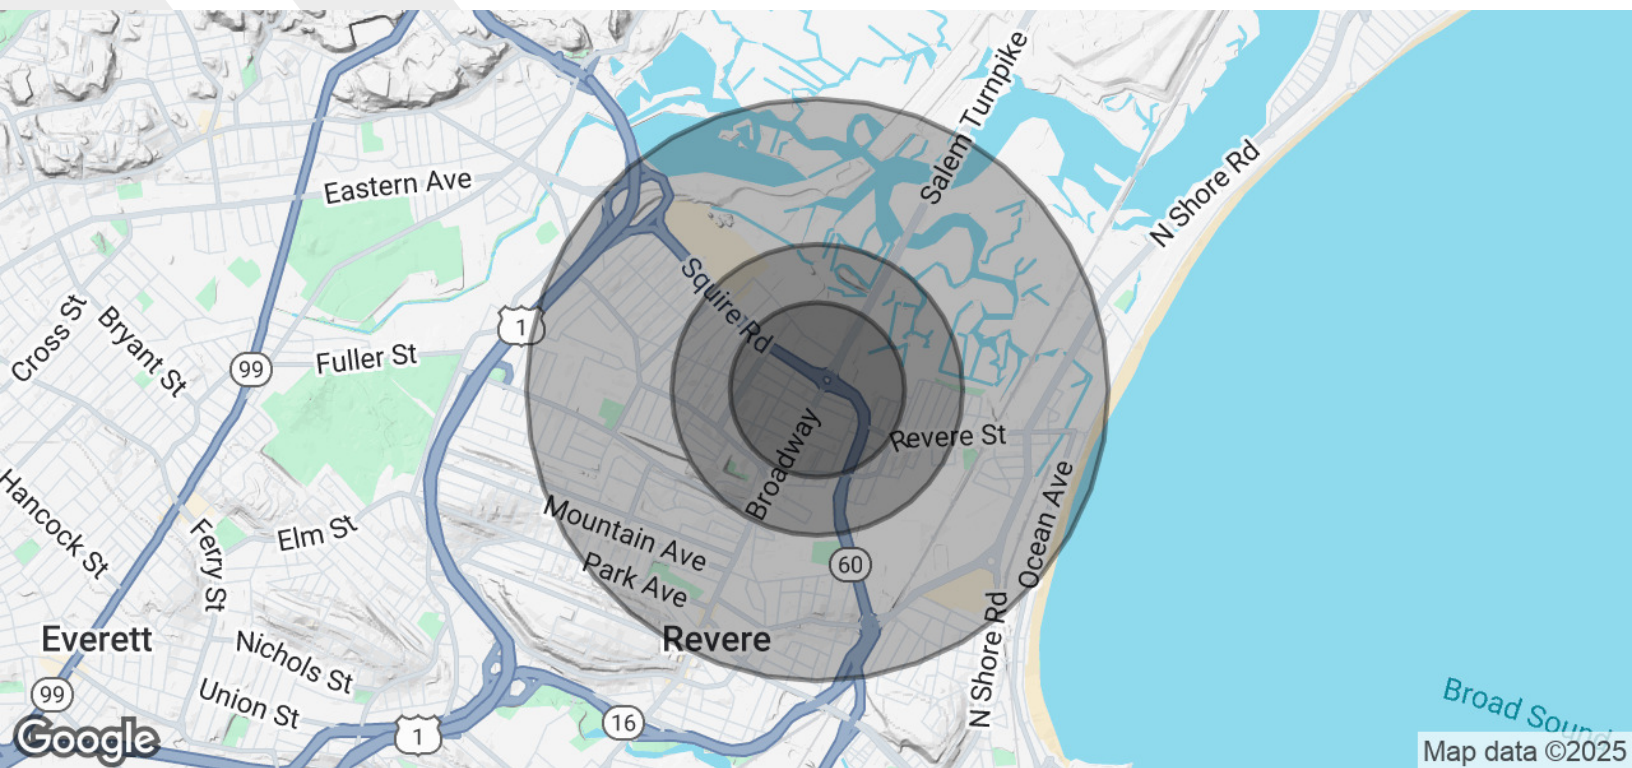 Salem Turnpike
Eastern Ave
N Shore Rd
Squire Rd
1
Cross St
Bryant St
99
Fuller St
Broadway
Revere St
Hancock St
Ferry St
Elm St
Mountain Ave
Park Ave
60
Ocean Ave
Everett
Nichols St
Revere
N Shore Rd
99
Union St
16
1
Broad Sound
Google
Map data ©2025